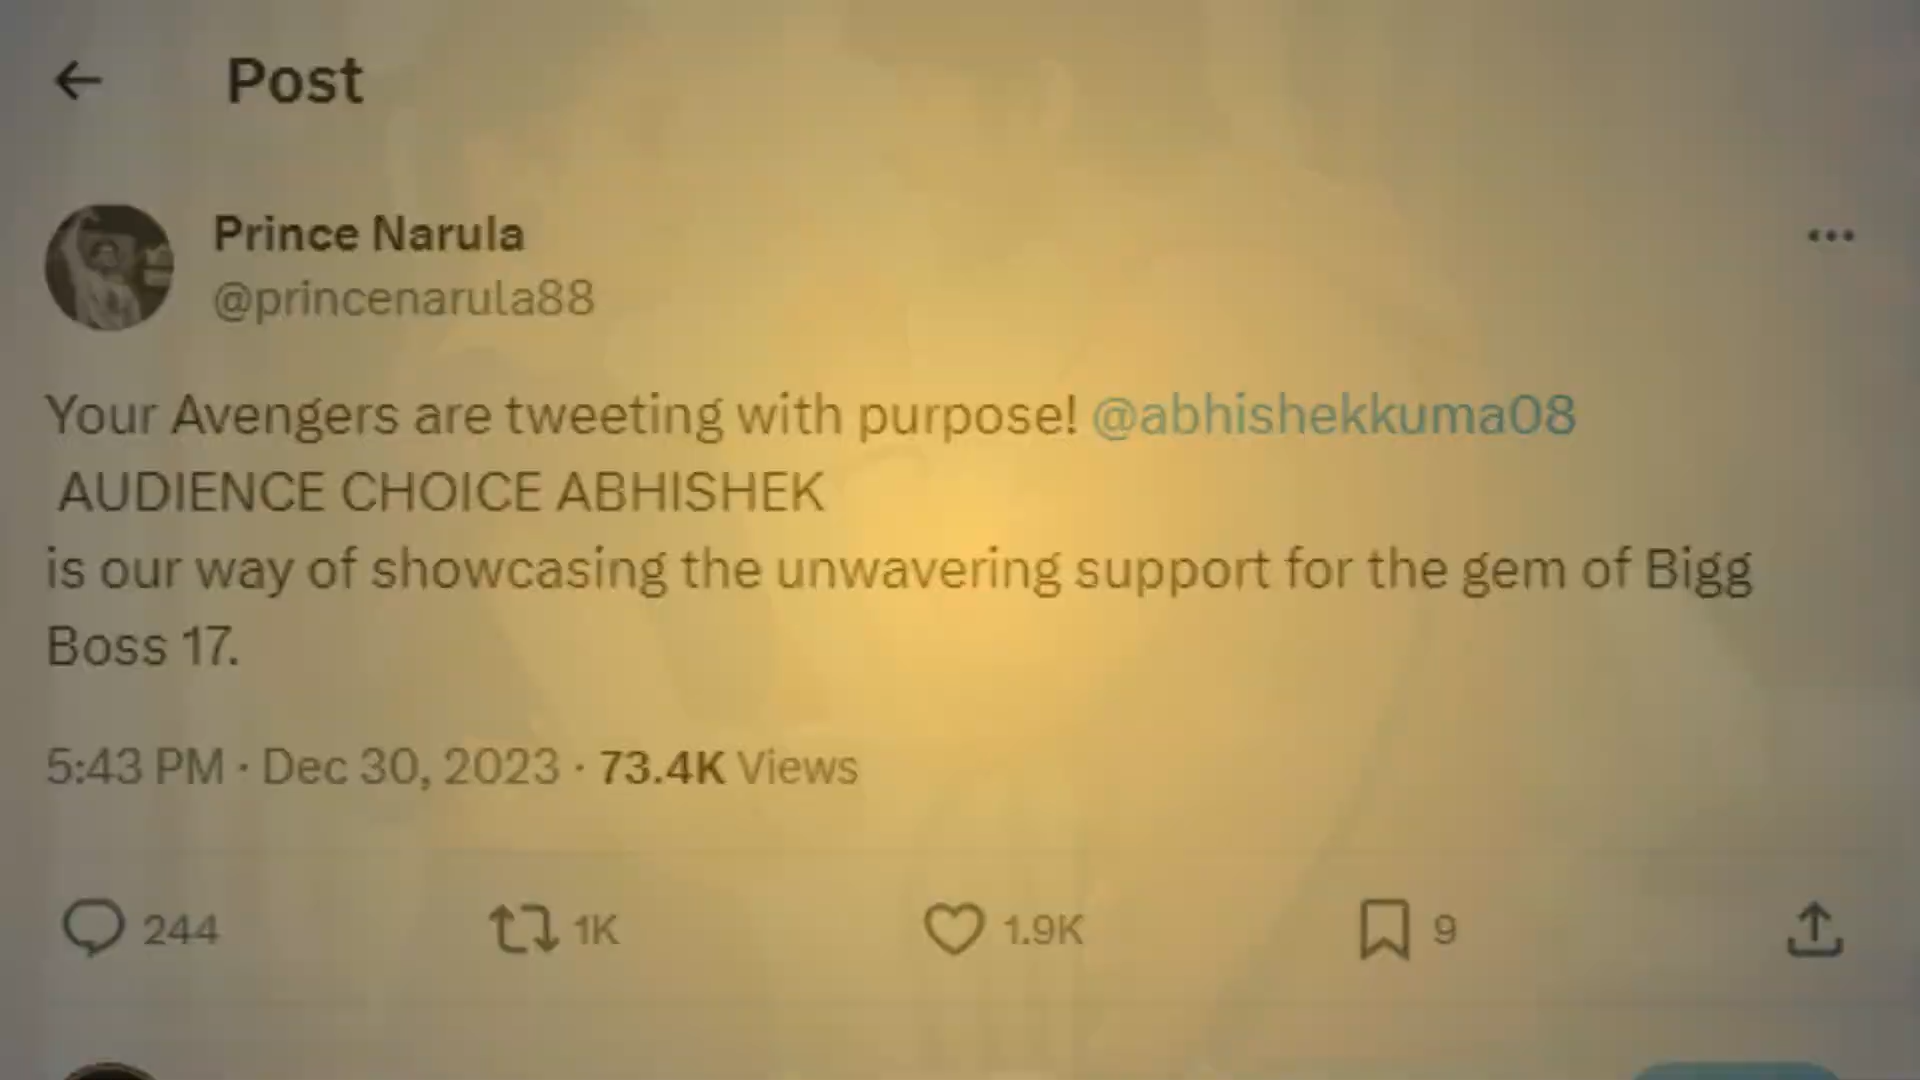 Post
Prince Narula
@princenarula88
Your Avengers are tweeting with purpose! @abhishekkuma08
AUDIENCE CHOICE ABHISHEK
is our way of showcasing the unwavering support for the gem of Bigg
Boss 17.
5:43 PM · Dec 30, 2023 · 73.4K Views
244 1K 1.9K 9